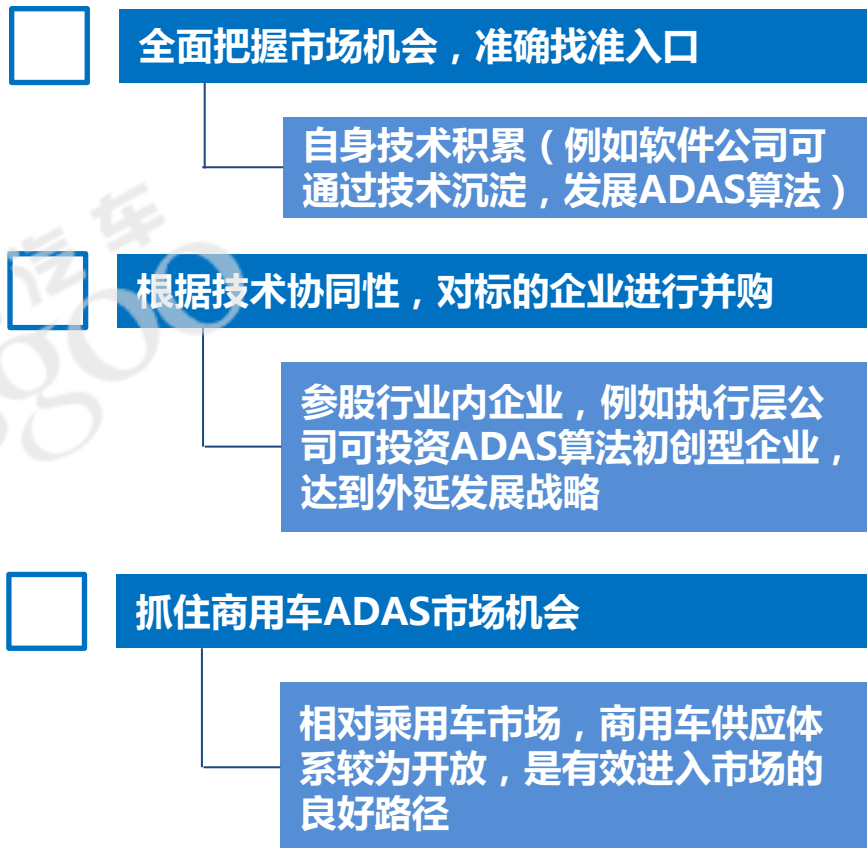 全面把握市场机会，准确找准入口
自身技术积累（例如软件公司可
通过技术沉淀，发展ADAS算法）
汽车
根据技术协同性，对标的企业进行并购
goo
参股行业内企业，例如执行层公
司可投资ADAS算法初创型企业，
达到外延发展战略
抓住商用车ADAS市场机会
相对乘用车市场，商用车供应体
系较为开放，是有效进入市场的
良好路径